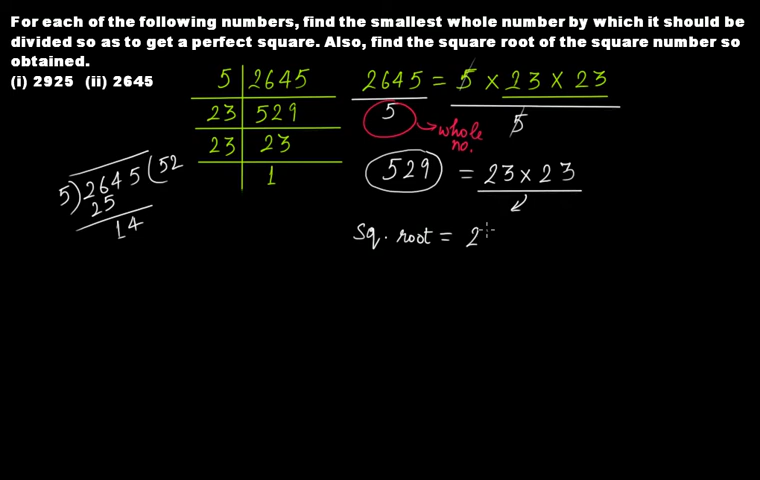 For each of the following numbers, find the smallest whole number by which it should be
divided so as to get a perfect square. Also, find the square root of the square number so
obtained.
(i) 2925 (ii) 2645
5 | 2645
23 | 529
23 | 23
1
2645 = 5 × 23 × 23
5 → whole no. 5
529 = 23 × 23
Sq. root = 2
5)2645(52
25
14